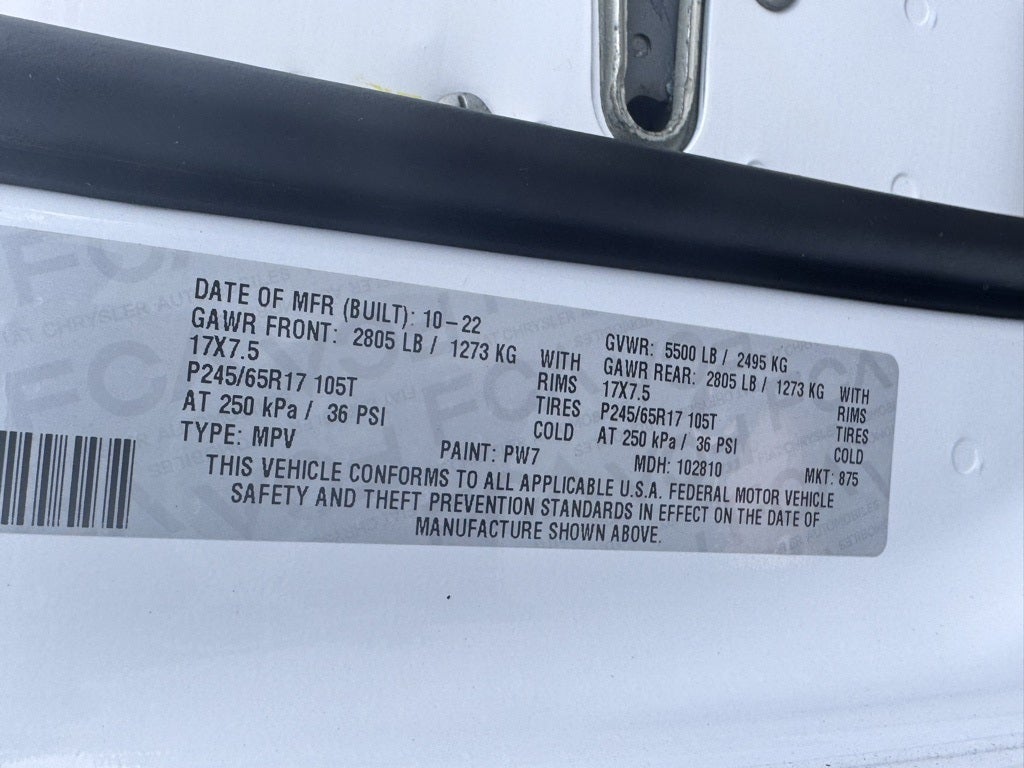 DATE OF MFR (BUILT): 10-22
GAWR FRONT: 2805 LB / 1273 KG WITH
17X7.5 RIMS
P245/65R17 105T TIRES
AT 250 kPa / 36 PSI COLD
TYPE: MPV PAINT: PW7
GVWR: 5500 LB / 2495 KG
GAWR REAR: 2805 LB / 1273 KG WITH
17X7.5 RIMS
P245/65R17 105T TIRES
AT 250 kPa / 36 PSI COLD
MDH: 102810 MKT: 875
THIS VEHICLE CONFORMS TO ALL APPLICABLE U.S.A. FEDERAL MOTOR VEHICLE
SAFETY AND THEFT PREVENTION STANDARDS IN EFFECT ON THE DATE OF
MANUFACTURE SHOWN ABOVE.